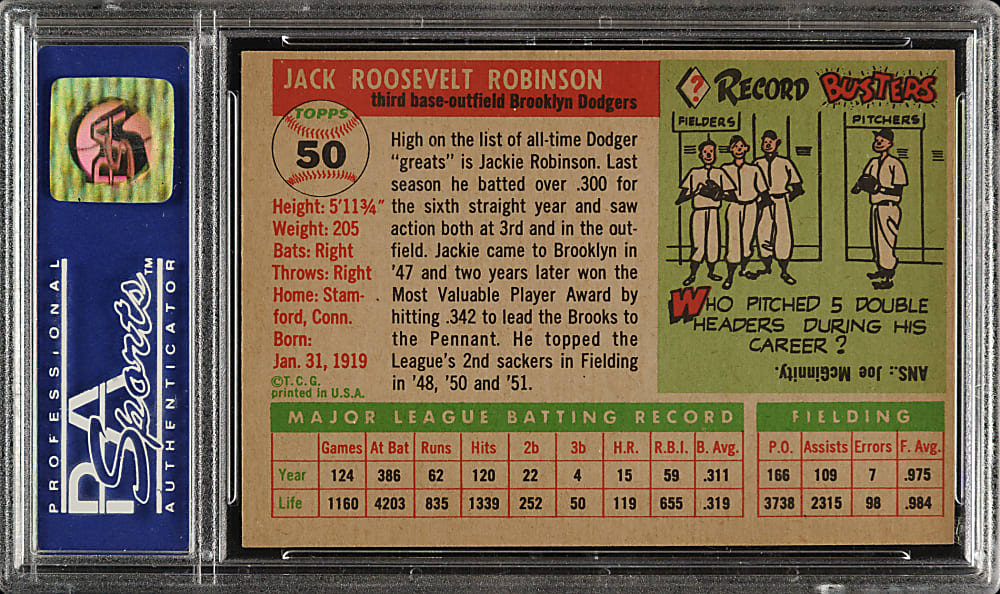 PROFESSIONAL
PSA
Sports™
AUTHENTICATOR
PSA
JACK ROOSEVELT ROBINSON
third base-outfield Brooklyn Dodgers
TOPPS
50
Height: 5'11¾"
Weight: 205
Bats: Right
Throws: Right
Home: Stam-
ford, Conn.
Born:
Jan. 31, 1919
©T.C.G.
printed in U.S.A.
High on the list of all-time Dodger
"greats" is Jackie Robinson. Last
season he batted over .300 for
the sixth straight year and saw
action both at 3rd and in the out-
field. Jackie came to Brooklyn in
'47 and two years later won the
Most Valuable Player Award by
hitting .342 to lead the Brooks to
the Pennant. He topped the
League's 2nd sackers in Fielding
in '48, '50 and '51.
? RECORD BUSTERS
FIELDERS PITCHERS
WHO PITCHED 5 DOUBLE
HEADERS DURING HIS
CAREER?
ANS.: Joe McGinnity.
MAJOR LEAGUE BATTING RECORD FIELDING
Games At Bat Runs Hits 2b 3b H.R. R.B.I. B. Avg. P.O. Assists Errors F. Avg.
Year 124 386 62 120 22 4 15 59 .311 166 109 7 .975
Life 1160 4203 835 1339 252 50 119 655 .319 3738 2315 98 .984